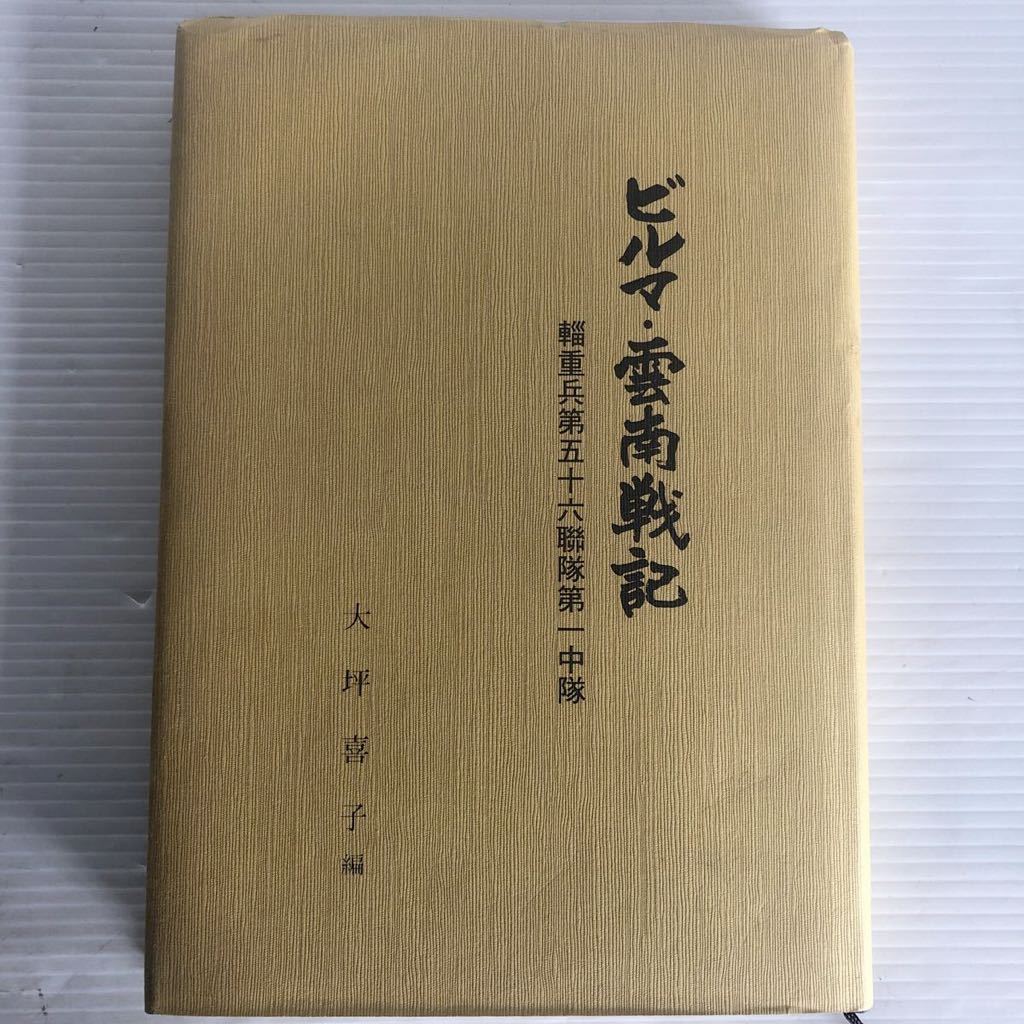 ビルマ・雲南戦記
輜重兵第五十六聯隊第一中隊
大坪喜子編